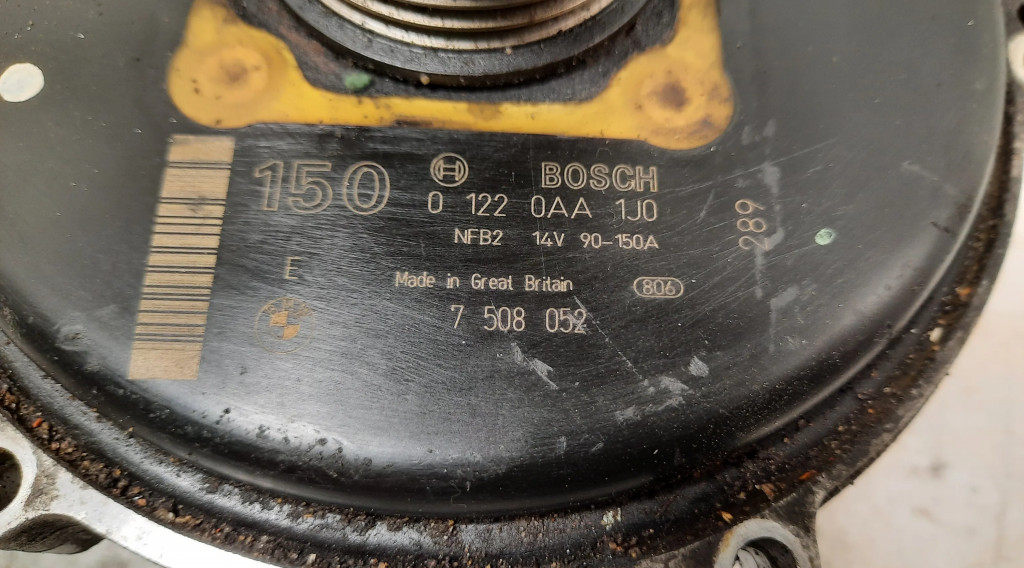 150 BOSCH
0 122 0AA 1J0
NFB2 14V 90-150A
E
Made in Great Britain 806
7 508 052
289